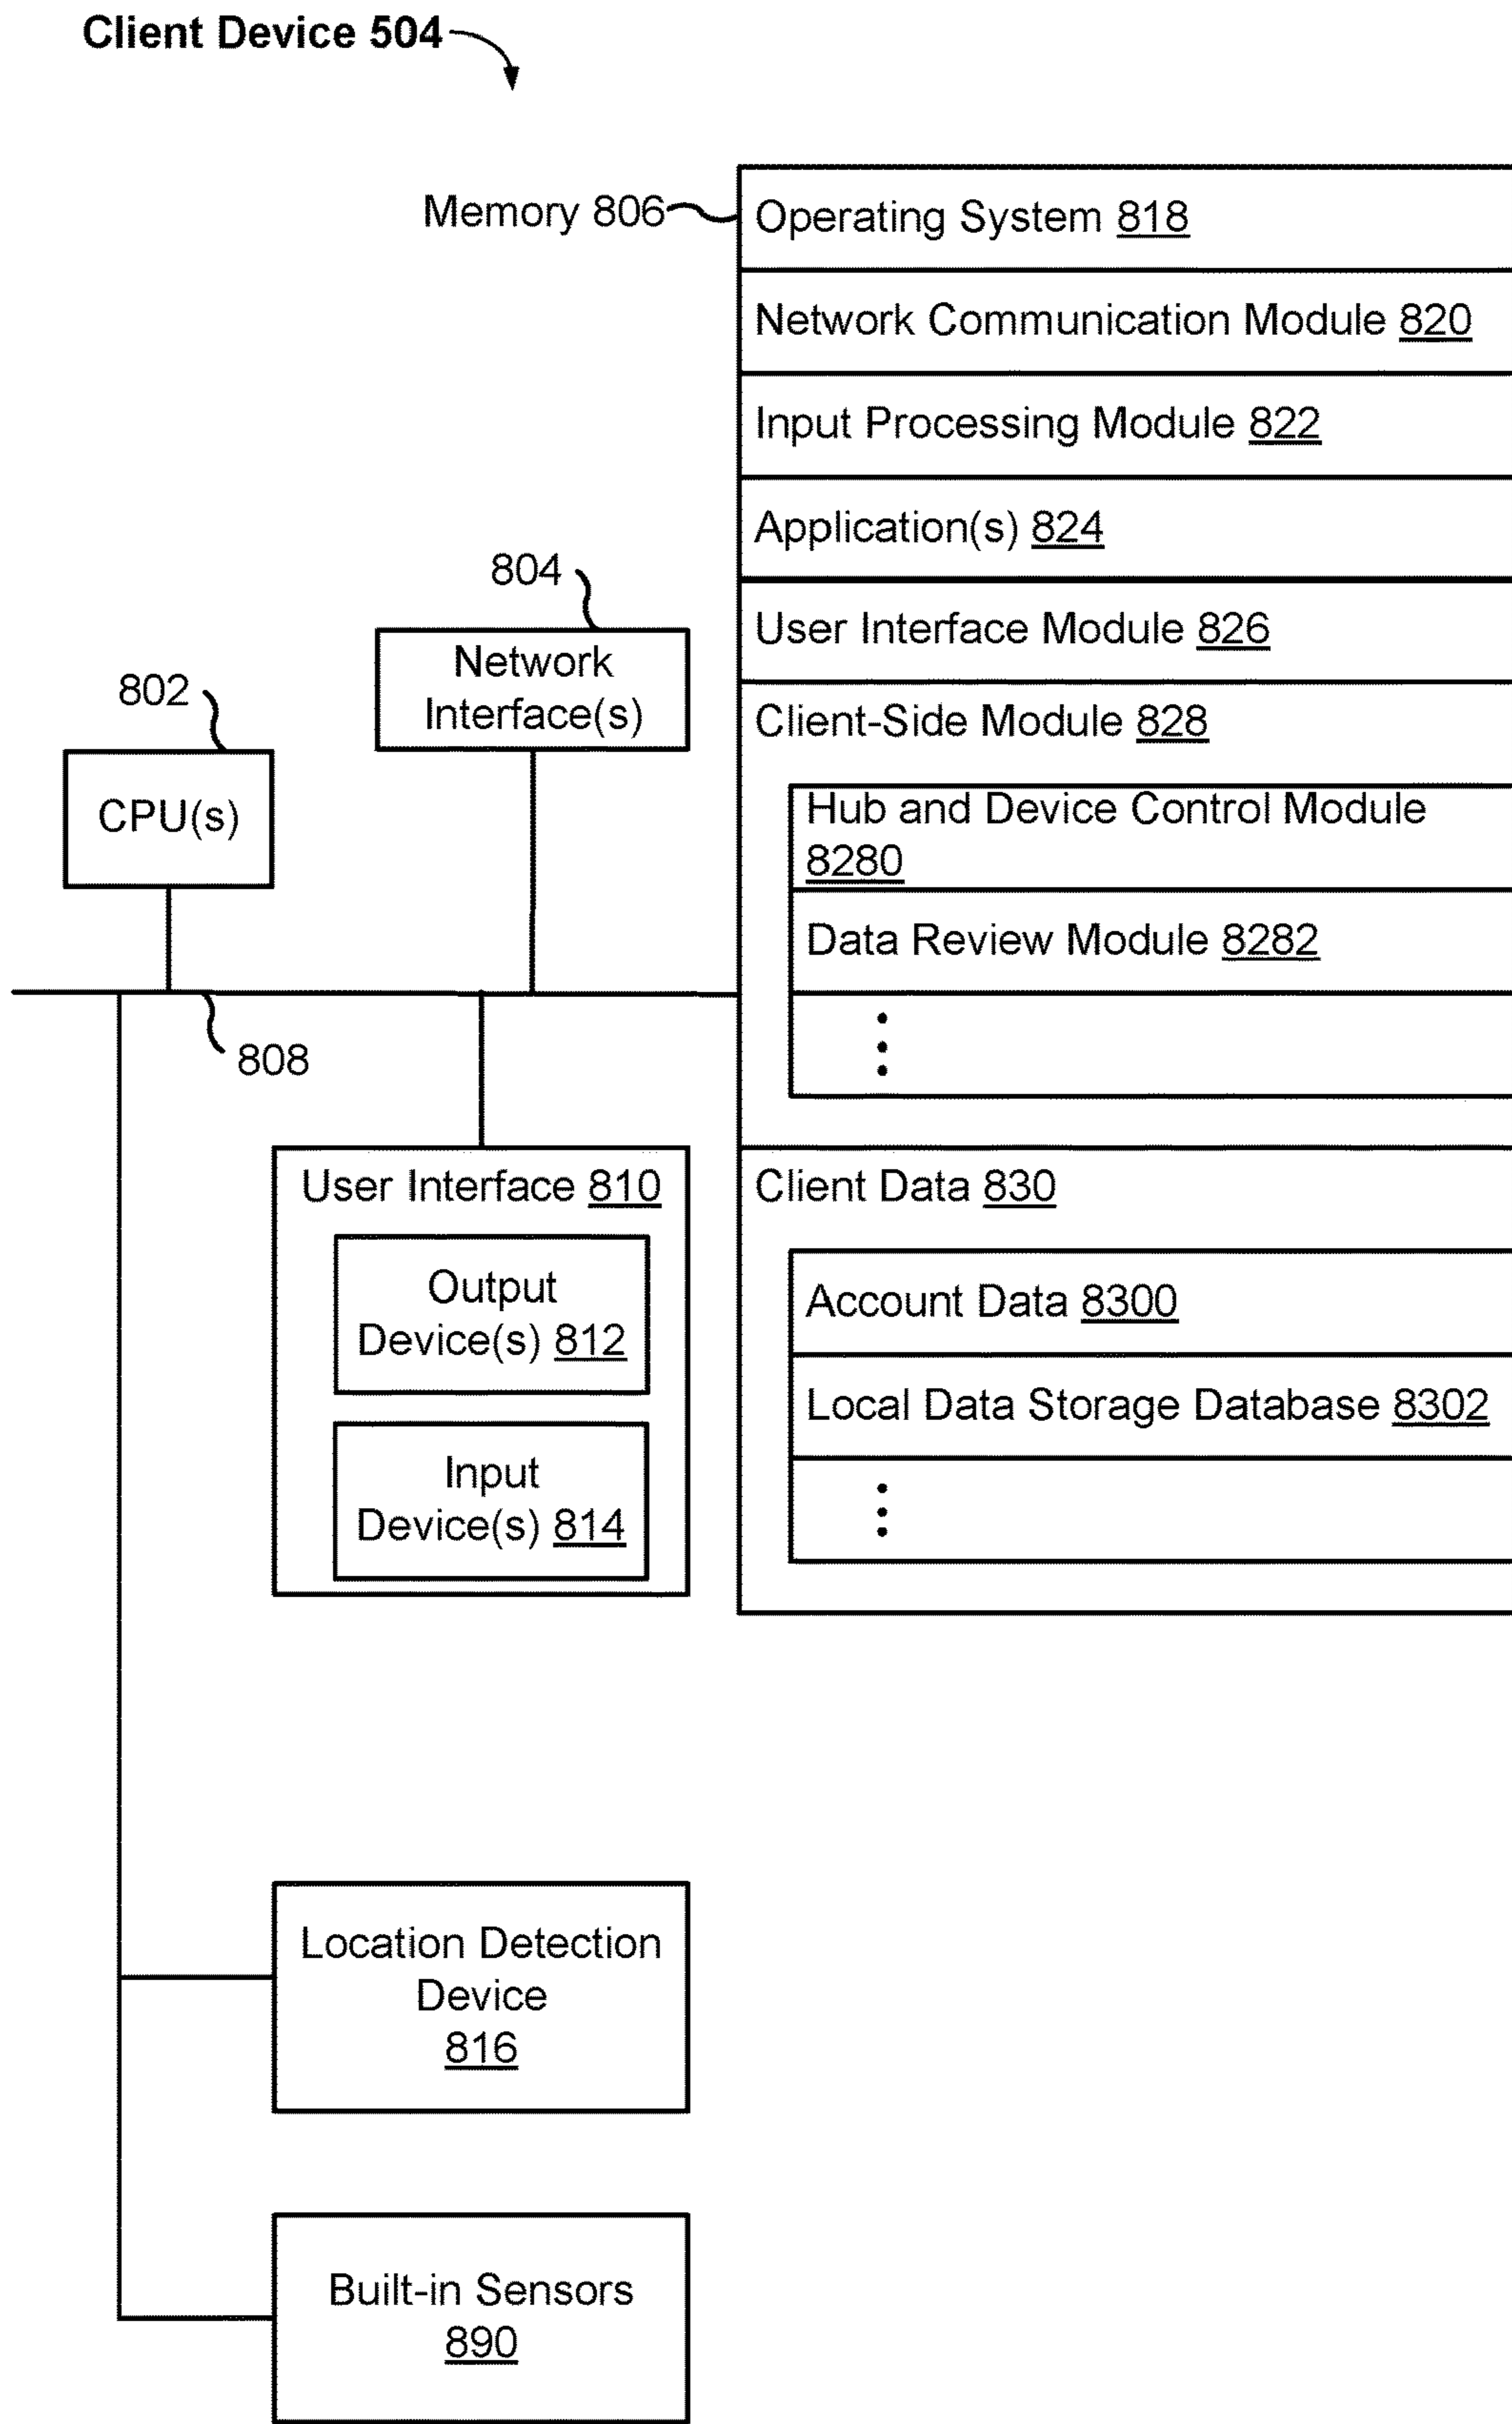 Client Device 504
Memory 806
Operating System 818
Network Communication Module 820
Input Processing Module 822
Application(s) 824
User Interface Module 826
Client-Side Module 828
Hub and Device Control Module
8280
Data Review Module 8282
804
Network
Interface(s)
802
CPU(s)
808
User Interface 810
Output
Device(s) 812
Input
Device(s) 814
Client Data 830
Account Data 8300
Local Data Storage Database 8302
Location Detection
Device
816
Built-in Sensors
890